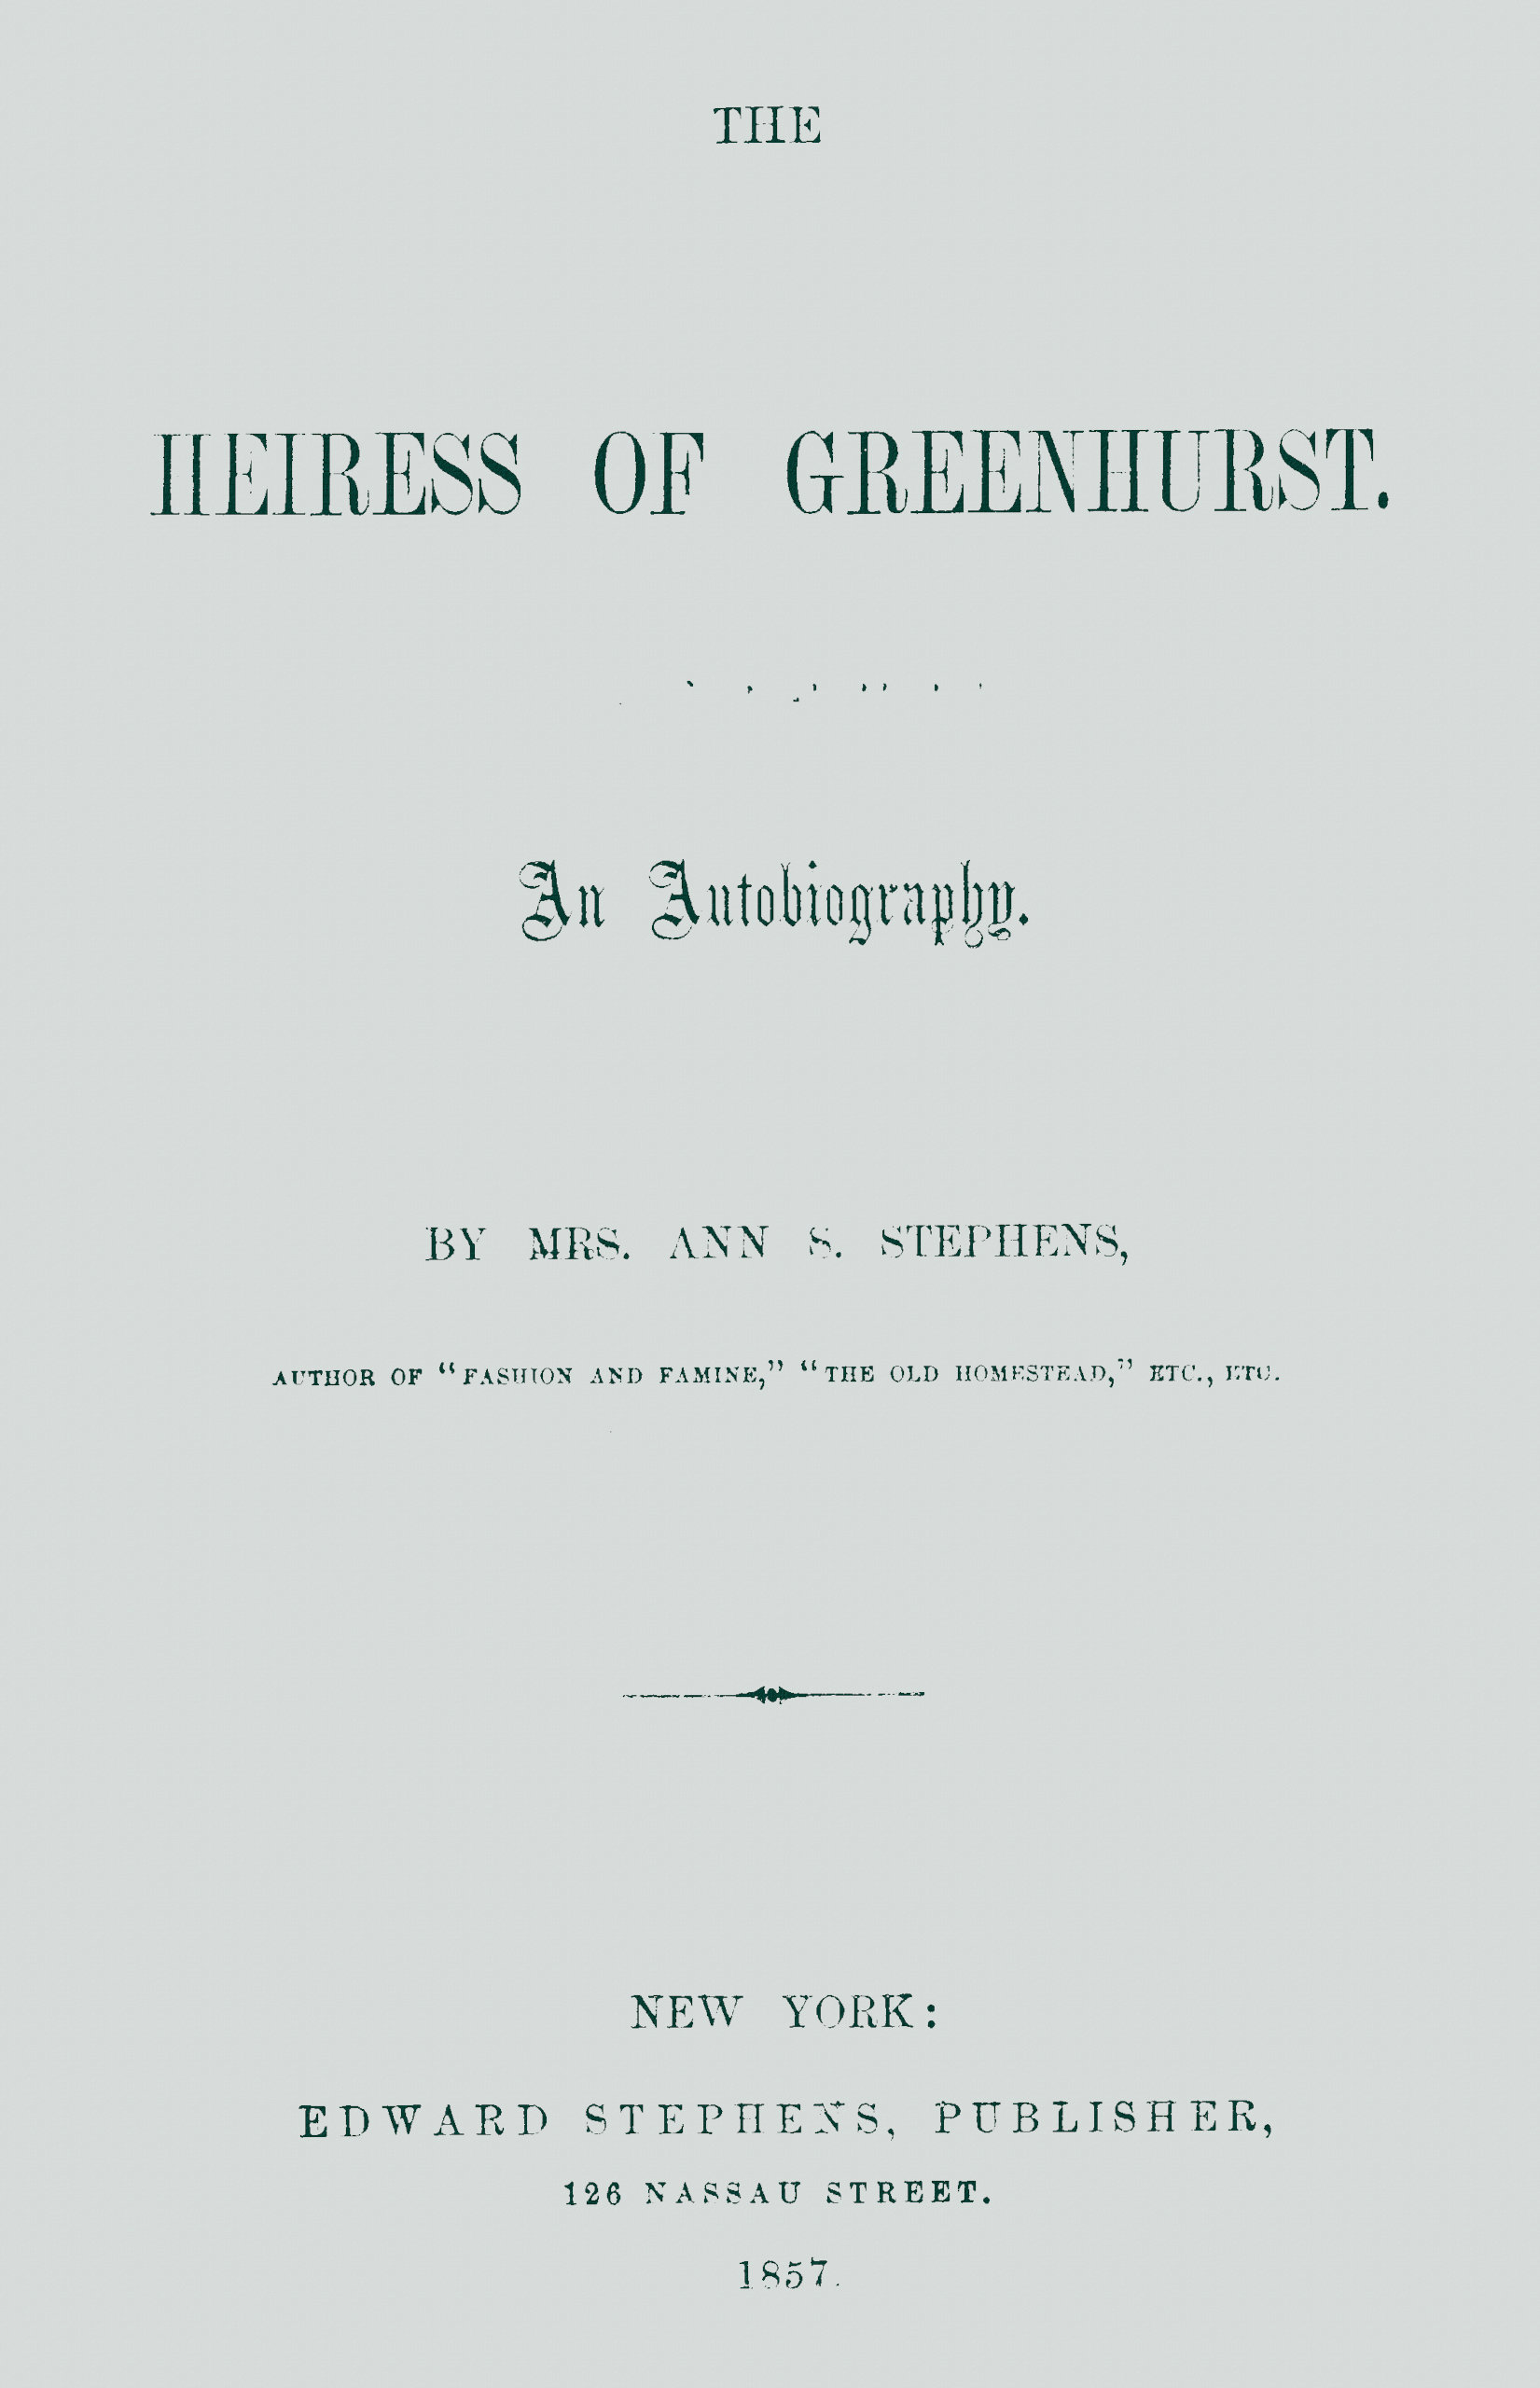 THE
HEIRESS OF GREENHURST.
An Autobiography.
BY MRS. ANN S. STEPHENS,
AUTHOR OF “FASHION AND FAMINE,” “THE OLD HOMESTEAD,” ETC., ETC.
NEW YORK:
EDWARD STEPHENS, PUBLISHER,
126 NASSAU STREET.
1857.